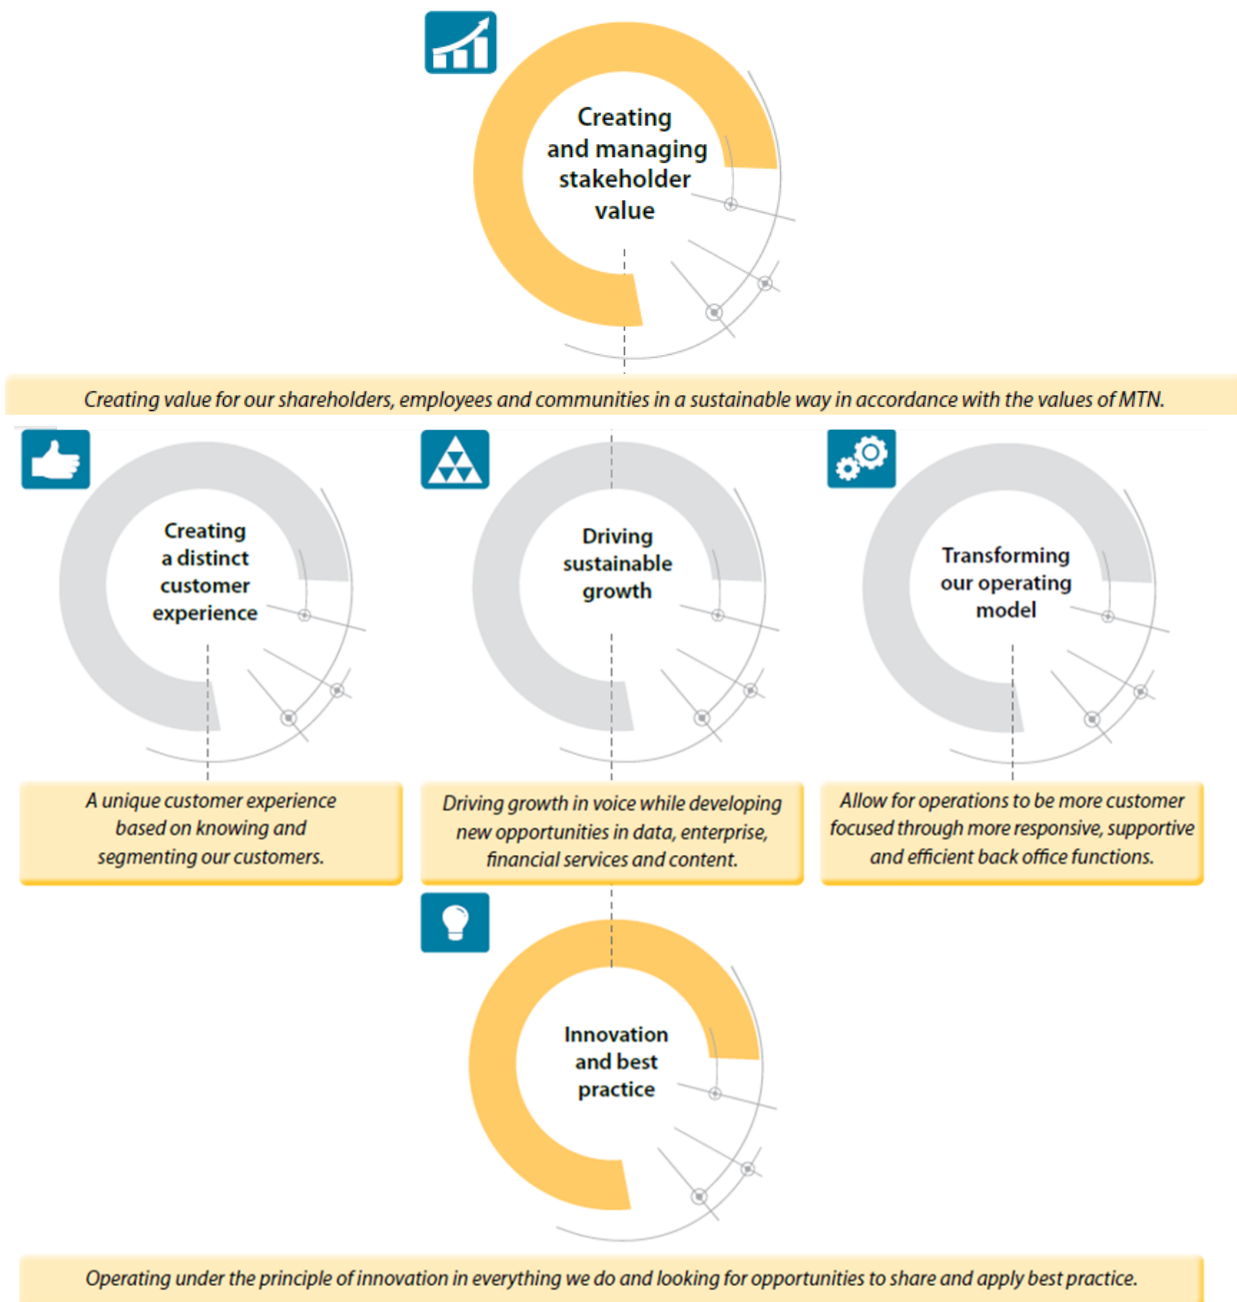 Creating
and managing
stakeholder
value
Creating value for our shareholders, employees and communities in a sustainable way in accordance with the values of MTN.
Creating
a distinct
customer
experience
A unique customer experience
based on knowing and
segmenting our customers.
Driving
sustainable
growth
Driving growth in voice while developing
new opportunities in data, enterprise,
financial services and content.
Transforming
our operating
model
Allow for operations to be more customer
focused through more responsive, supportive
and efficient back office functions.
Innovation
and best
practice
Operating under the principle of innovation in everything we do and looking for opportunities to share and apply best practice.